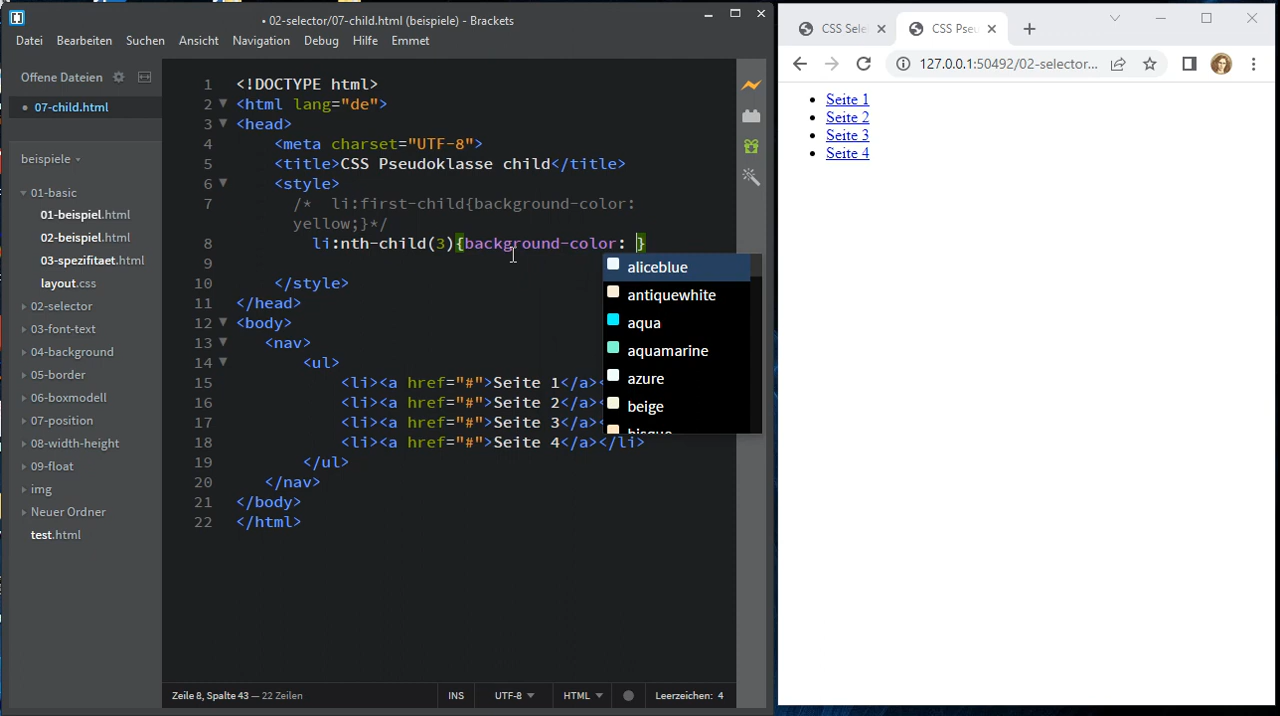 • 02-selector/07-child.html (beispiele) - Brackets
Datei Bearbeiten Suchen Ansicht Navigation Debug Hilfe Emmet
Offene Dateien
• 07-child.html
beispiele
01-basic
01-beispiel.html
02-beispiel.html
03-spezifitaet.html
layout.css
02-selector
03-font-text
04-background
05-border
06-boxmodell
07-position
08-width-height
09-float
img
Neuer Ordner
test.html
1 <!DOCTYPE html>
2 <html lang="de">
3 <head>
4 <meta charset="UTF-8">
5 <title>CSS Pseudoklasse child</title>
6 <style>
7 /* li:first-child{background-color:
yellow;}*/
8 li:nth-child(3){background-color: }
9
10 </style>
11 </head>
12 <body>
13 <nav>
14 <ul>
15 <li><a href="#">Seite 1</a><
16 <li><a href="#">Seite 2</a><
17 <li><a href="#">Seite 3</a><
18 <li><a href="#">Seite 4</a></li>
19 </ul>
20 </nav>
21 </body>
22 </html>
aliceblue
antiquewhite
aqua
aquamarine
azure
beige
Zeile 8, Spalte 43 — 22 Zeilen INS UTF-8 HTML Leerzeichen: 4
CSS Sele CSS Pseu
127.0.0.1:50492/02-selector...
• Seite 1
• Seite 2
• Seite 3
• Seite 4